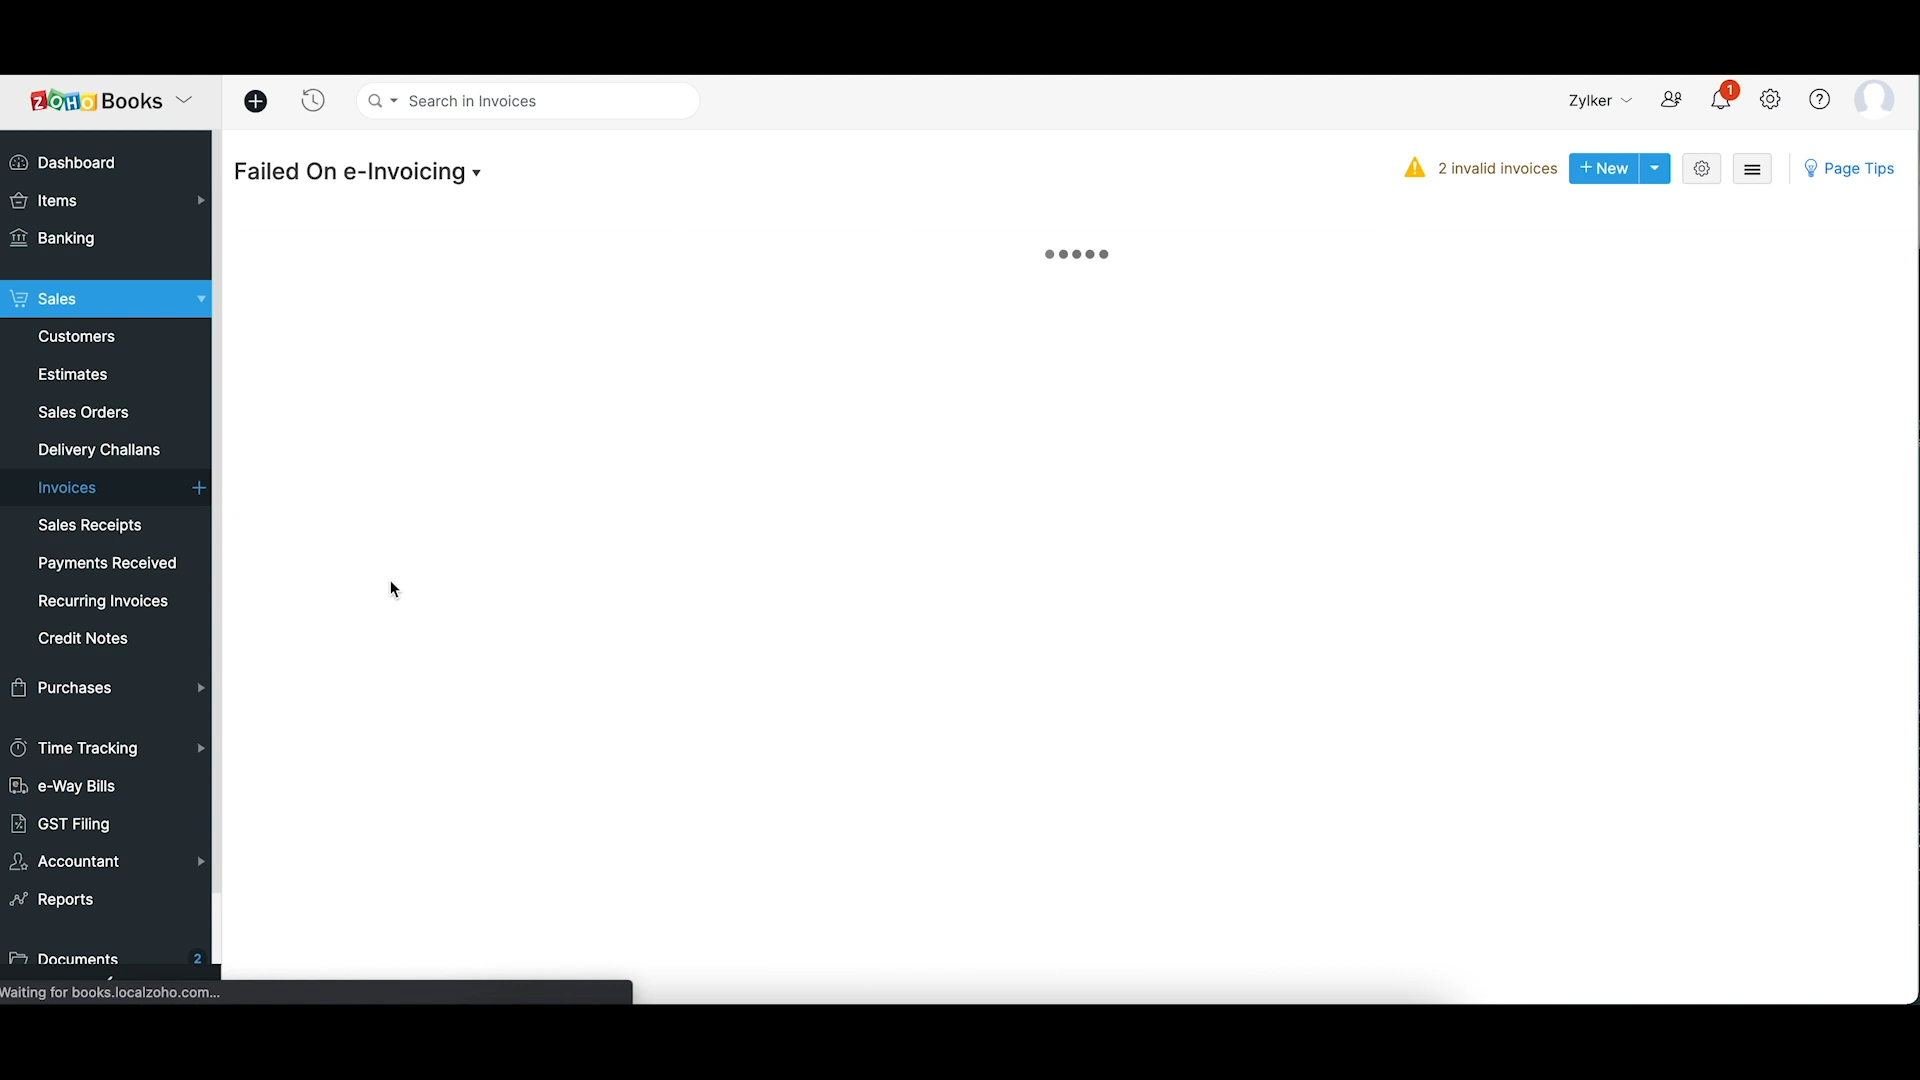 ZOHO Books
Search in Invoices
Zylker
1
Dashboard
Items
Banking
Sales
Customers
Estimates
Sales Orders
Delivery Challans
Invoices
Sales Receipts
Payments Received
Recurring Invoices
Credit Notes
Purchases
Time Tracking
e-Way Bills
GST Filing
Accountant
Reports
Documents 2
Failed On e-Invoicing
2 invalid invoices
+ New
Page Tips
Waiting for books.localzoho.com...